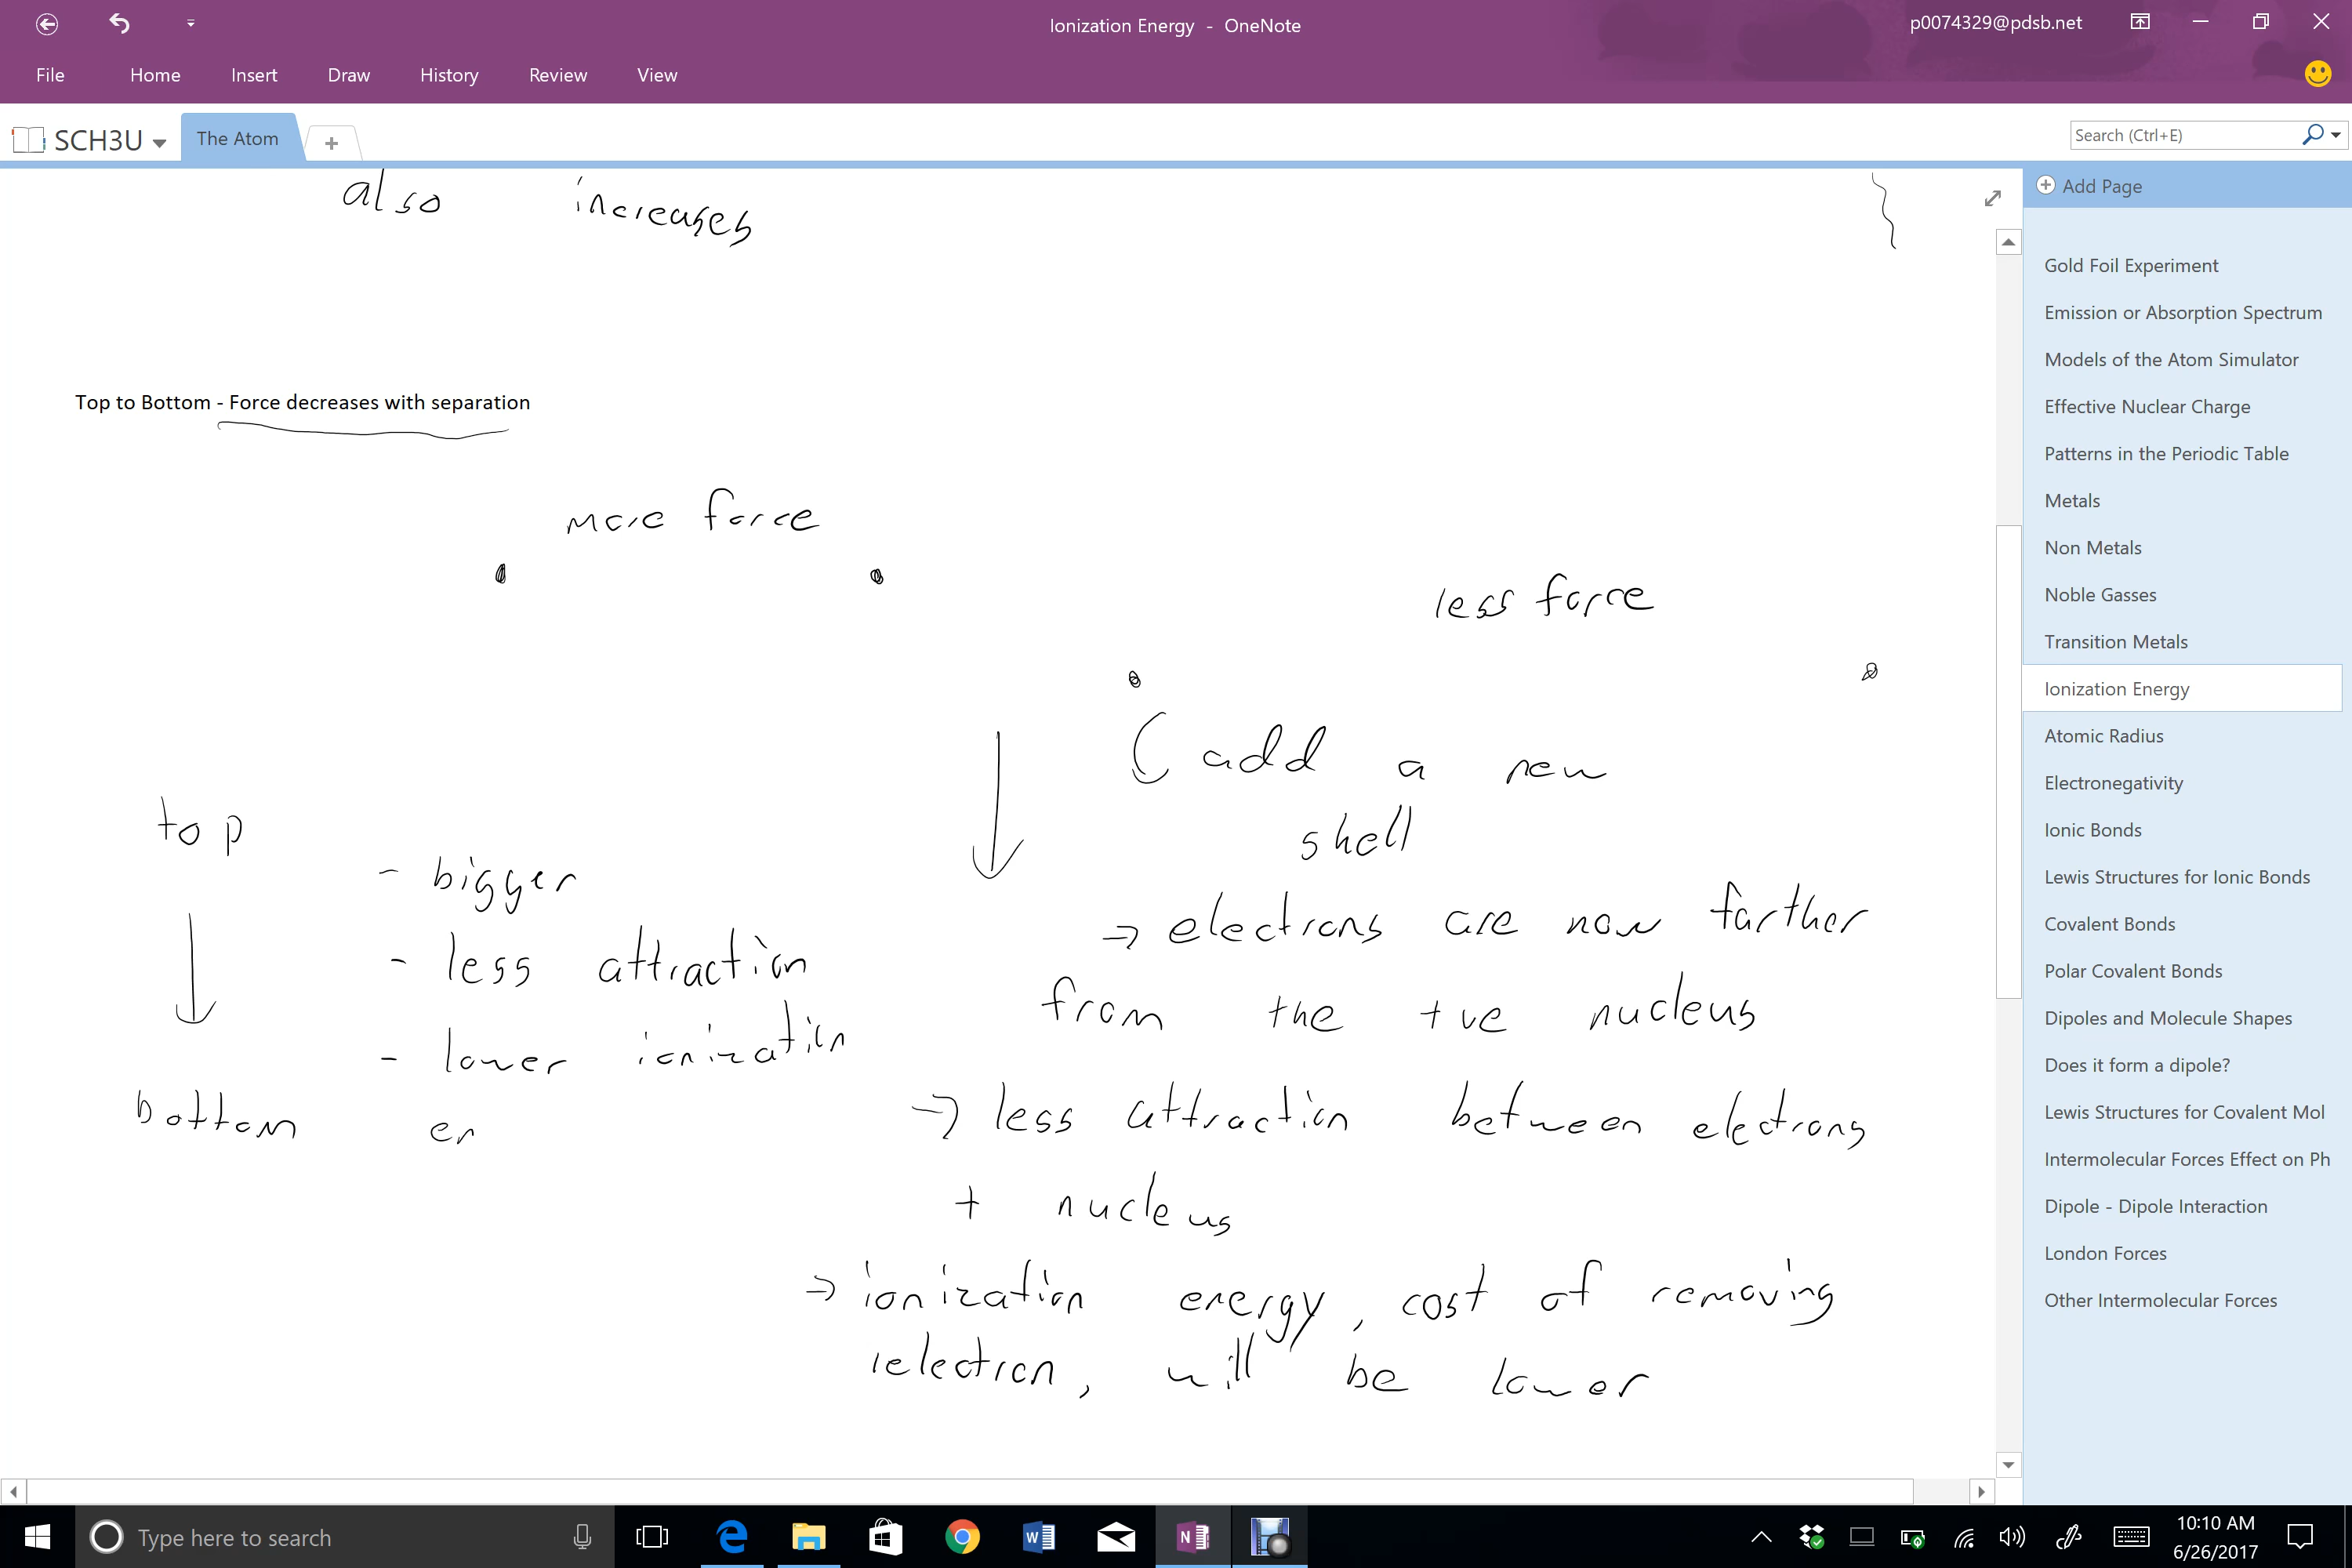 Ionization Energy - OneNote
p0074329@pdsb.net
File Home Insert Draw History Review View
SCH3U
The Atom
+
Search (Ctrl+E)
also increases
Top to Bottom - Force decreases with separation
more force
less force
add a new
shell
top
bottom
- bigger
- less attraction
- lower ionization
en
→ electrons are now farther
from the +ve nucleus
→ less attraction between electrons
+ nucleus
→ ionization energy, cost of removing
1electron, will be lower
Add Page
Gold Foil Experiment
Emission or Absorption Spectrum
Models of the Atom Simulator
Effective Nuclear Charge
Patterns in the Periodic Table
Metals
Non Metals
Noble Gasses
Transition Metals
Ionization Energy
Atomic Radius
Electronegativity
Ionic Bonds
Lewis Structures for Ionic Bonds
Covalent Bonds
Polar Covalent Bonds
Dipoles and Molecule Shapes
Does it form a dipole?
Lewis Structures for Covalent Mol
Intermolecular Forces Effect on Ph
Dipole - Dipole Interaction
London Forces
Other Intermolecular Forces
Type here to search
10:10 AM
6/26/2017